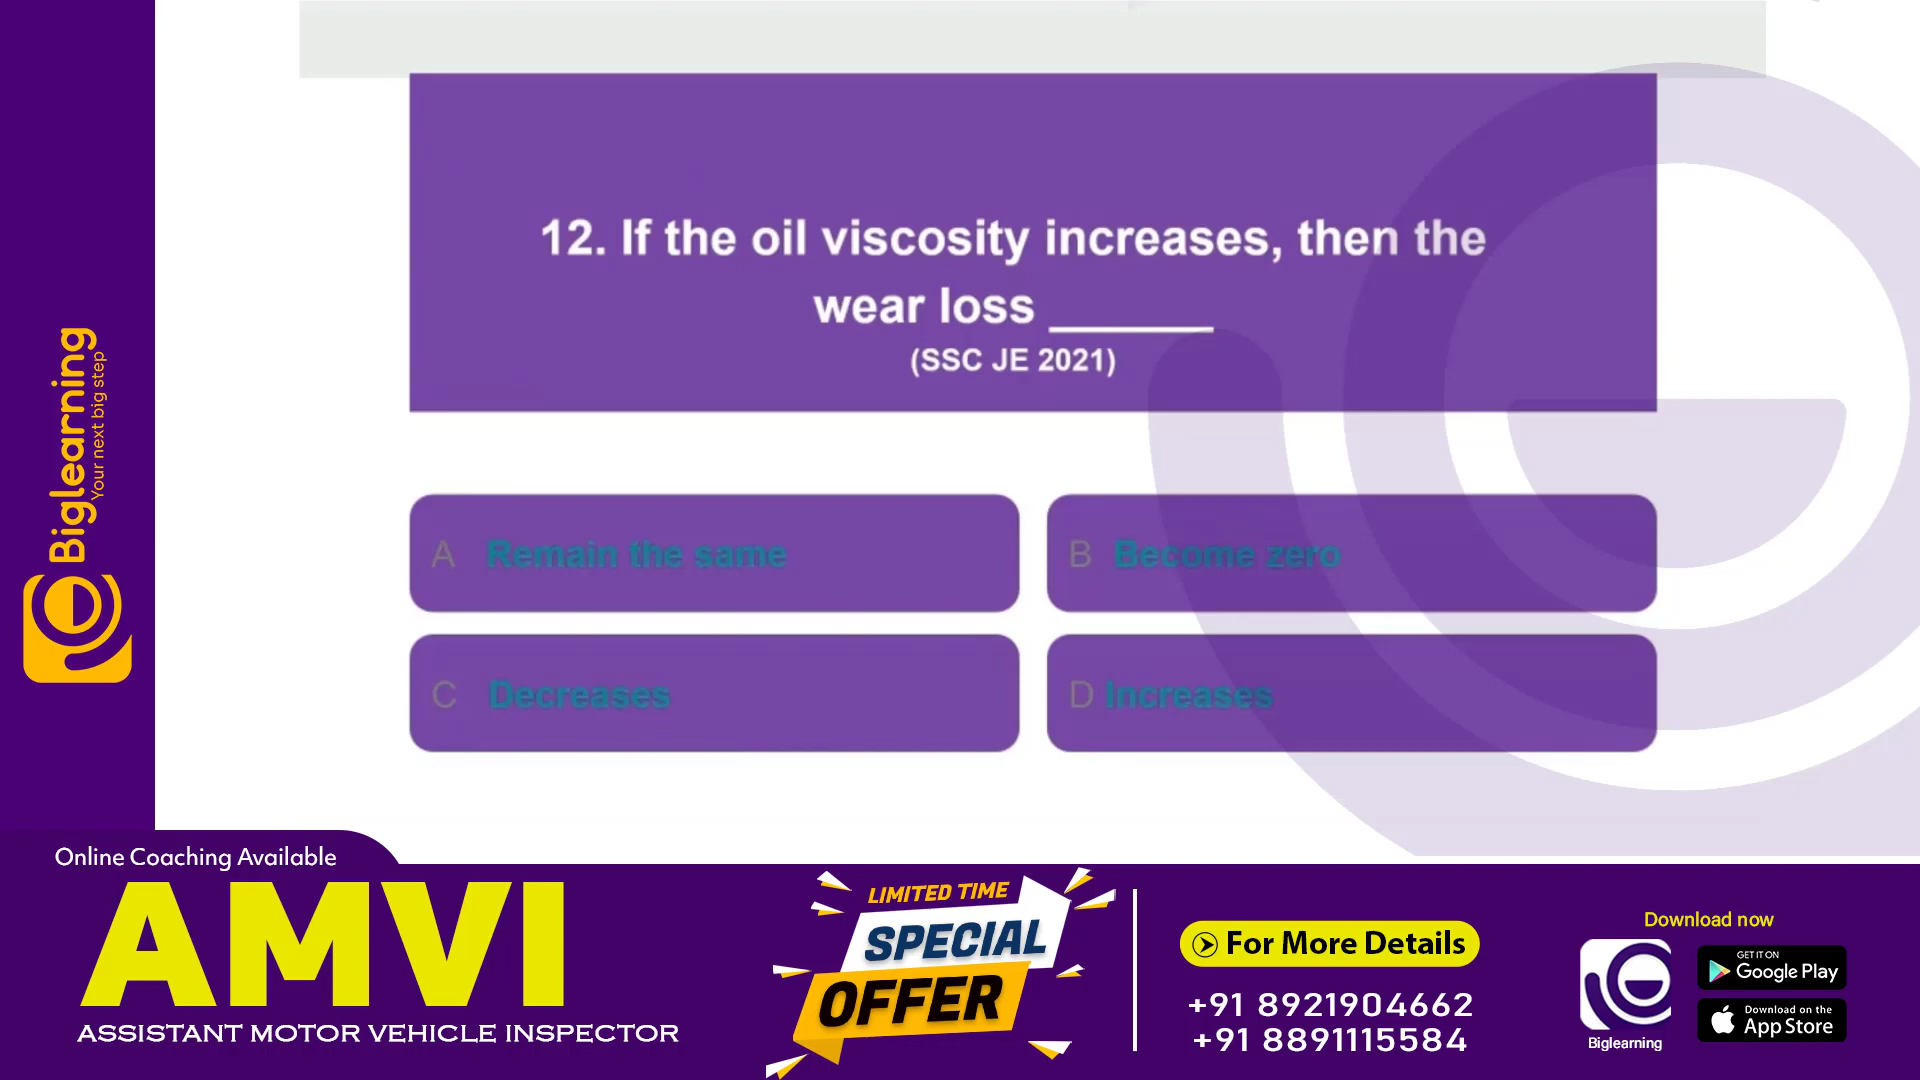 12. If the oil viscosity increases, then the
wear loss ______
(SSC JE 2021)
A Remain the same
B Become zero
C Decreases
D Increases
Biglearning
Your next big step
Online Coaching Available
AMVI
ASSISTANT MOTOR VEHICLE INSPECTOR
LIMITED TIME
SPECIAL
OFFER
For More Details
+91 8921904662
+91 8891115584
Download now
GET IT ON
Google Play
Download on the
App Store
Biglearning